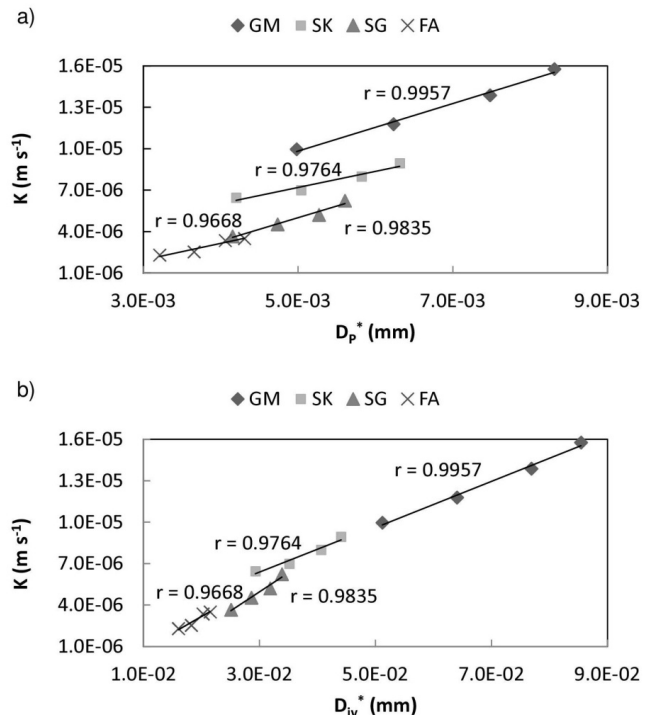 a)
GM SK SG FA
1.6E-05
r = 0.9957
1.3E-05
1.0E-05
r = 0.9764
7.0E-06
r = 0.9668
4.0E-06
r = 0.9835
1.0E-06
K (m s⁻¹)
3.0E-03 5.0E-03 7.0E-03 9.0E-03
D_P* (mm)
b)
GM SK SG FA
1.6E-05
r = 0.9957
1.3E-05
1.0E-05
r = 0.9764
7.0E-06
r = 0.9668
r = 0.9835
4.0E-06
1.0E-06
K (m s⁻¹)
1.0E-02 3.0E-02 5.0E-02 7.0E-02 9.0E-02
D_iv* (mm)